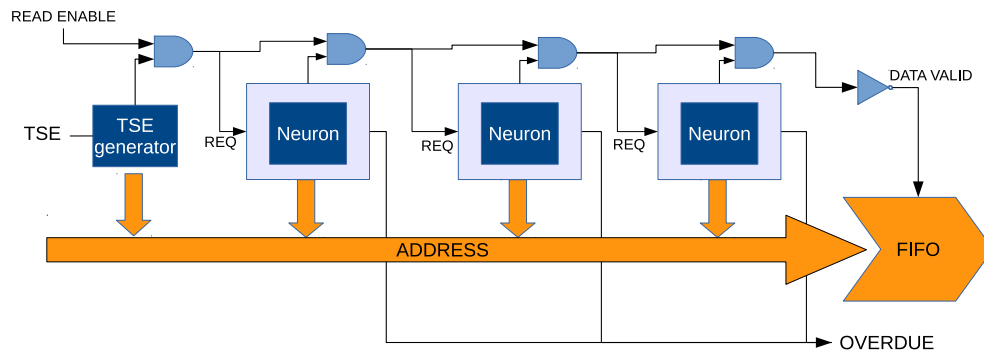 READ ENABLE
DATA VALID
TSE
TSE
generator
REQ
Neuron
REQ
Neuron
REQ
Neuron
ADDRESS
FIFO
OVERDUE